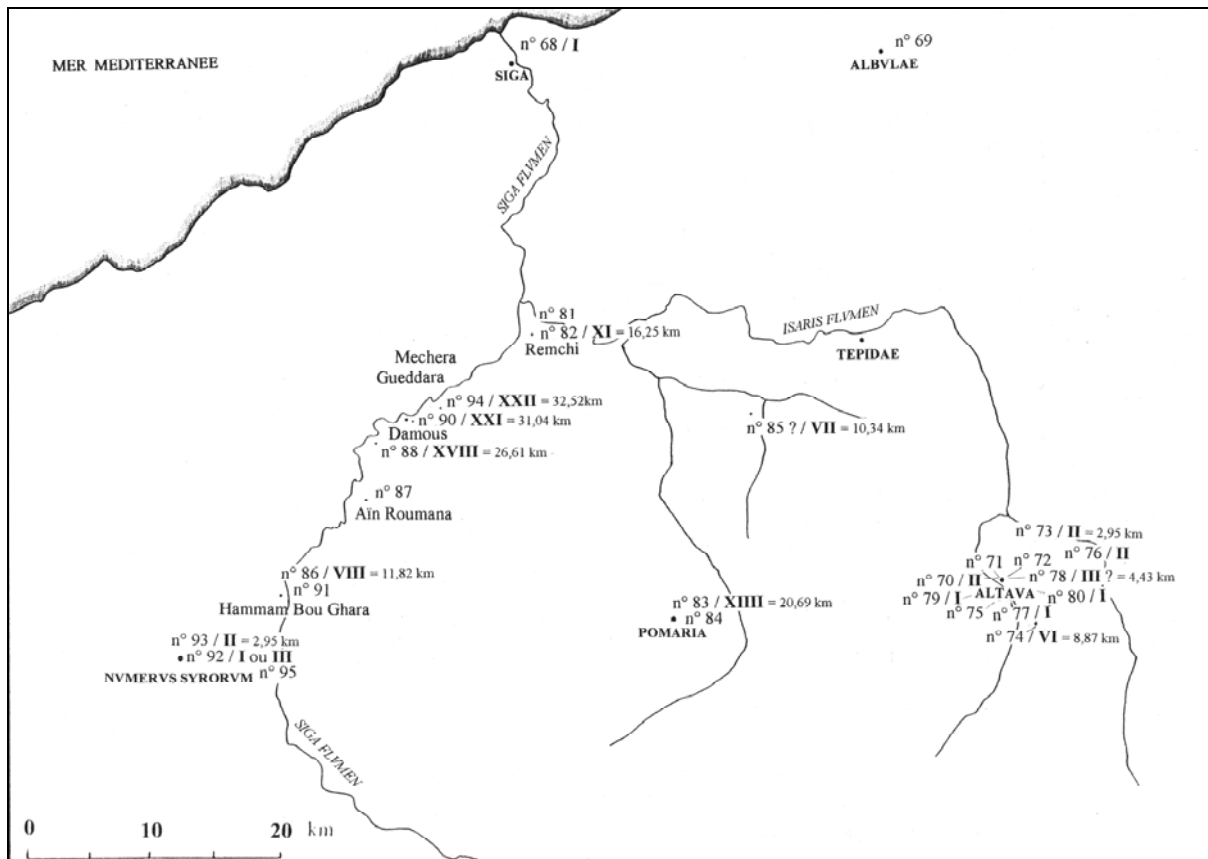 n° 68 / I
n° 69
MER MEDITERRANEE
SIGA
ALBVLAE
SIGA FLVMEN
n° 81
ISARIS FLVMEN
n° 82 / XI = 16,25 km
Remchi
TEPIDAE
Mechera
Gueddara
n° 94 / XXII = 32,52km
n° 90 / XXI = 31,04 km
Damous
n° 85 ? / VII = 10,34 km
n° 88 / XVIII = 26,61 km
n° 87
Aïn Roumana
n° 73 / II = 2,95 km
n° 76 / II
n° 71
n° 72
n° 86 / VIII = 11,82 km
n° 70 / II
n° 78 / III ? = 4,43 km
n° 91
n° 79 / I
ALTAVA
n° 80 / I
Hammam Bou Ghara
n° 83 / XIIII = 20,69 km
n° 75
n° 77 / I
n° 84
POMARIA
n° 74 / VI = 8,87 km
n° 93 / II = 2,95 km
n° 92 / I ou III
NVMERVS SYRORVM
n° 95
SIGA FLVMEN
0 10 20 km